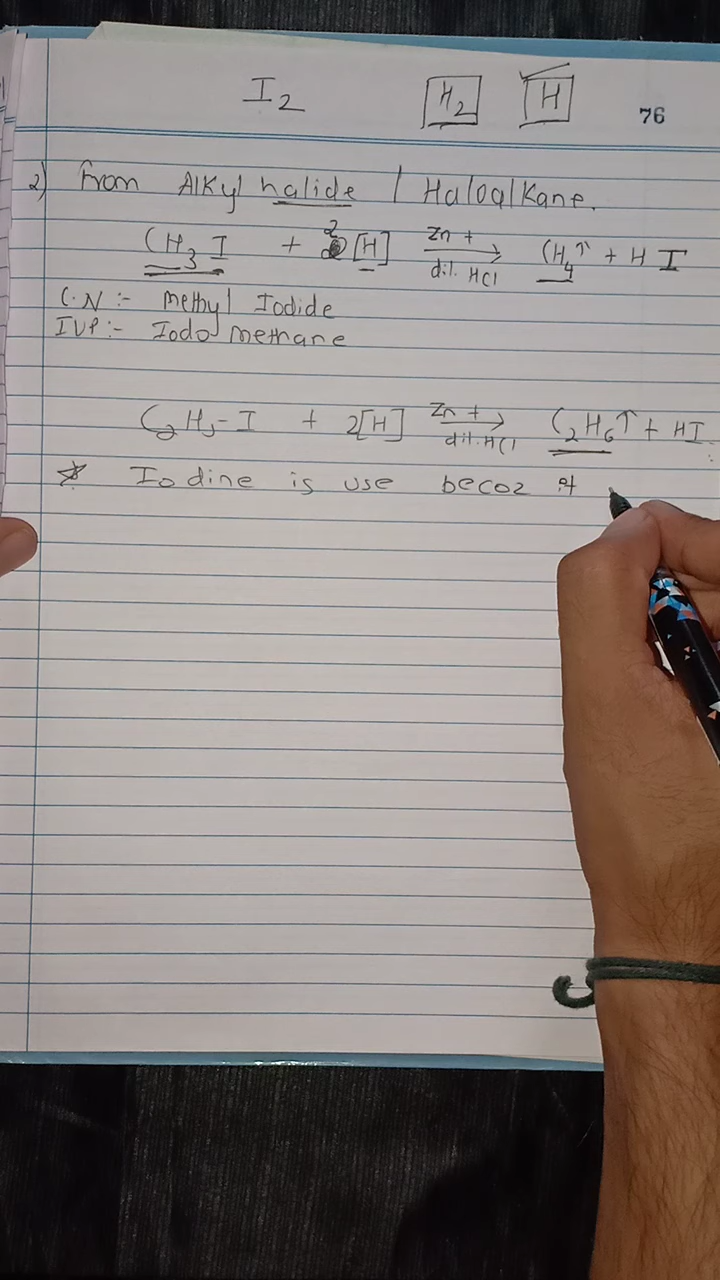 I₂ H₂ H 76
2) From Alkyl halide / Haloalkane.
CH₃I + 2[H] Zn + dil. HCl → CH₄↑ + HI
C.N :- Methyl Iodide
IUP :- Iodo methane
C₂H₅-I + 2[H] Zn + dil. HCl → C₂H₆↑ + HI
* Iodine is use becoz of